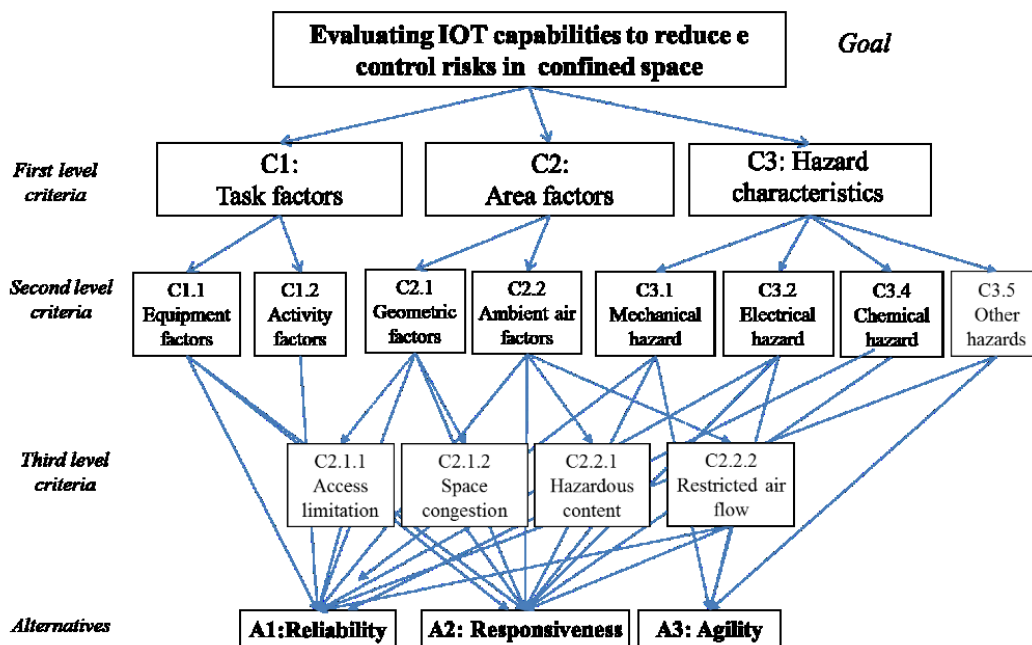 Evaluating IOT capabilities to reduce e
control risks in confined space
Goal
First level
criteria
C1:
Task factors
C2:
Area factors
C3: Hazard
characteristics
Second level
criteria
C1.1
Equipment
factors
C1.2
Activity
factors
C2.1
Geometric
factors
C2.2
Ambient air
factors
C3.1
Mechanical
hazard
C3.2
Electrical
hazard
C3.4
Chemical
hazard
C3.5
Other
hazards
Third level
criteria
C2.1.1
Access
limitation
C2.1.2
Space
congestion
C2.2.1
Hazardous
content
C2.2.2
Restricted air
flow
Alternatives
A1:Reliability
A2: Responsiveness
A3: Agility